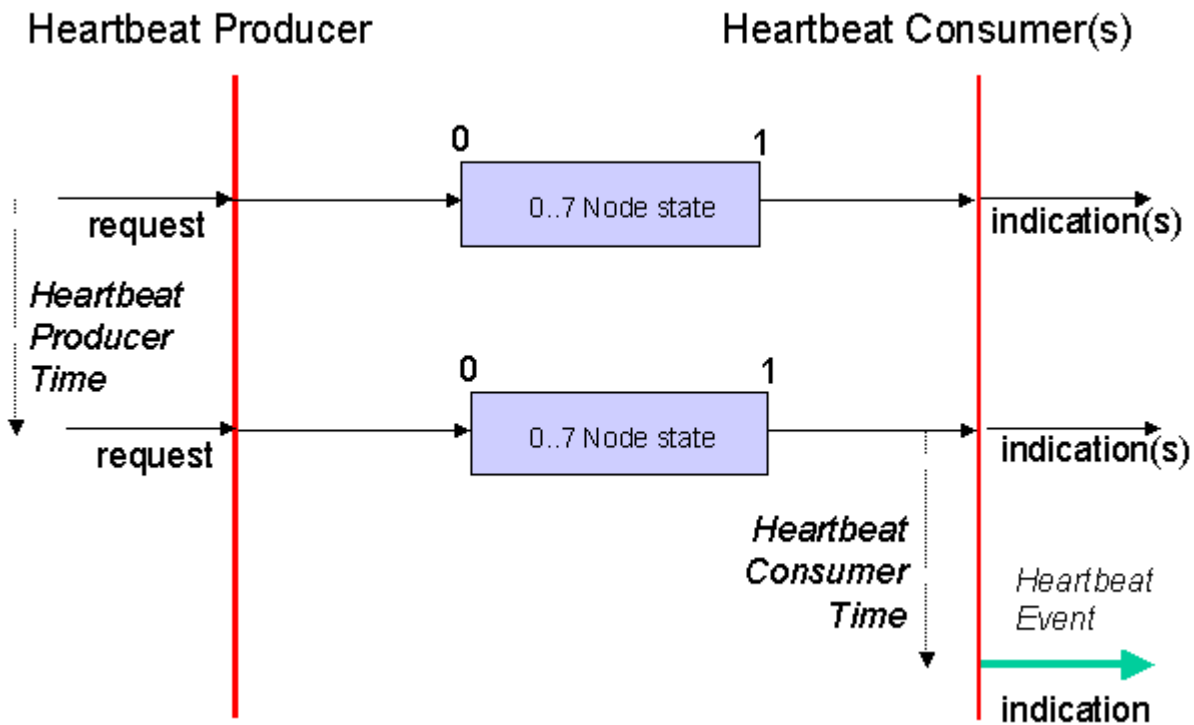 Heartbeat Producer
Heartbeat Consumer(s)
0 1
0..7 Node state
request
indication(s)
Heartbeat
Producer
Time
0 1
0..7 Node state
request
indication(s)
Heartbeat
Consumer
Time
Heartbeat
Event
indication